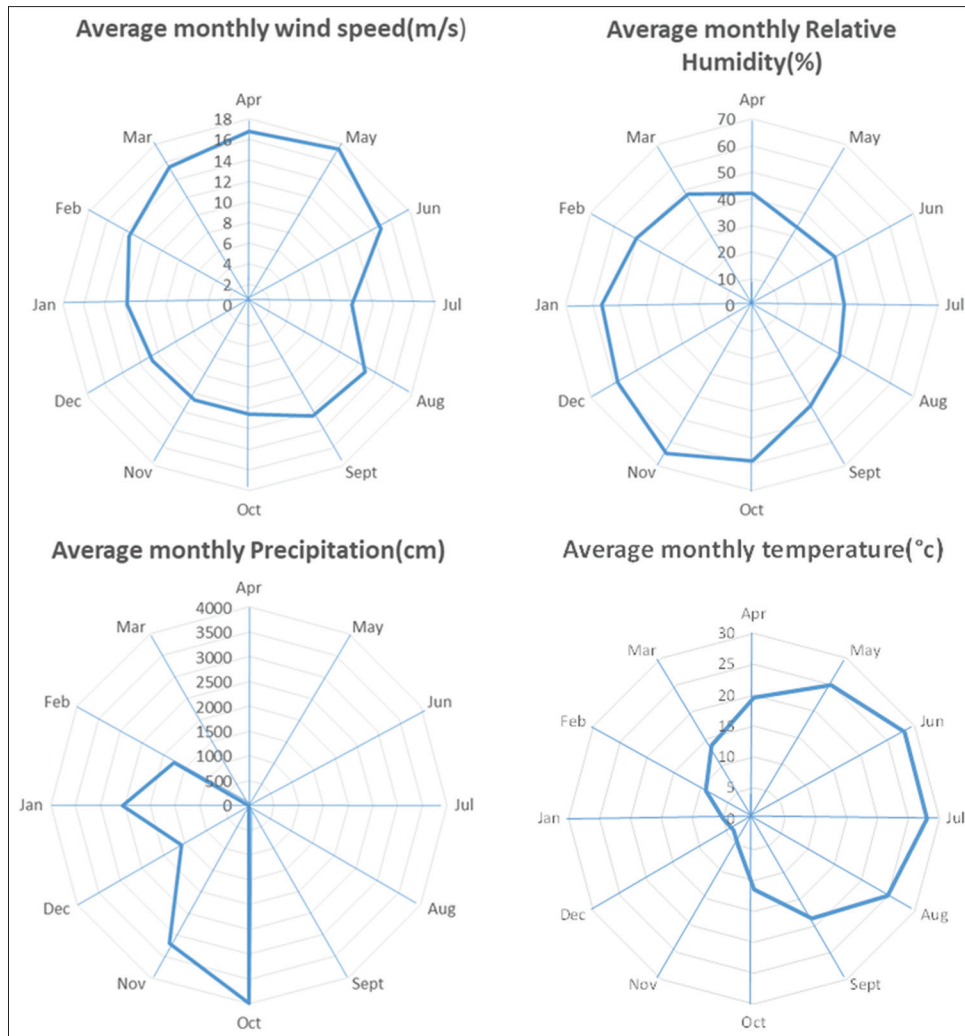 Average monthly wind speed(m/s)
Apr
18
16
14
12
10
8
6
4
2
0
May
Jun
Jul
Aug
Sept
Oct
Nov
Dec
Jan
Feb
Mar
Average monthly Relative
Humidity(%)
Apr
70
60
50
40
30
20
10
0
May
Jun
Jul
Aug
Sept
Oct
Nov
Dec
Jan
Feb
Mar
Average monthly Precipitation(cm)
Apr
4000
3500
3000
2500
2000
1500
1000
500
0
May
Jun
Jul
Aug
Sept
Oct
Nov
Dec
Jan
Feb
Mar
Average monthly temperature(°c)
Apr
30
25
20
15
10
5
0
May
Jun
Jul
Aug
Sept
Oct
Nov
Dec
Jan
Feb
Mar